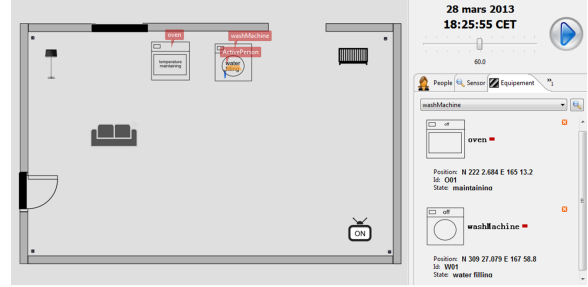 oven
washMachine
ActivePerson
temperature
maintaining
water
filling
ON
28 mars 2013
18:25:55 CET
60.0
People
Sensor
Equipement
»1
washMachine
off
oven
Position: N 222 2.684 E 165 13.2
Id: O01
State: maintaining
off
washMachine
Position: N 309 27.079 E 167 58.8
Id: W01
State: water filling